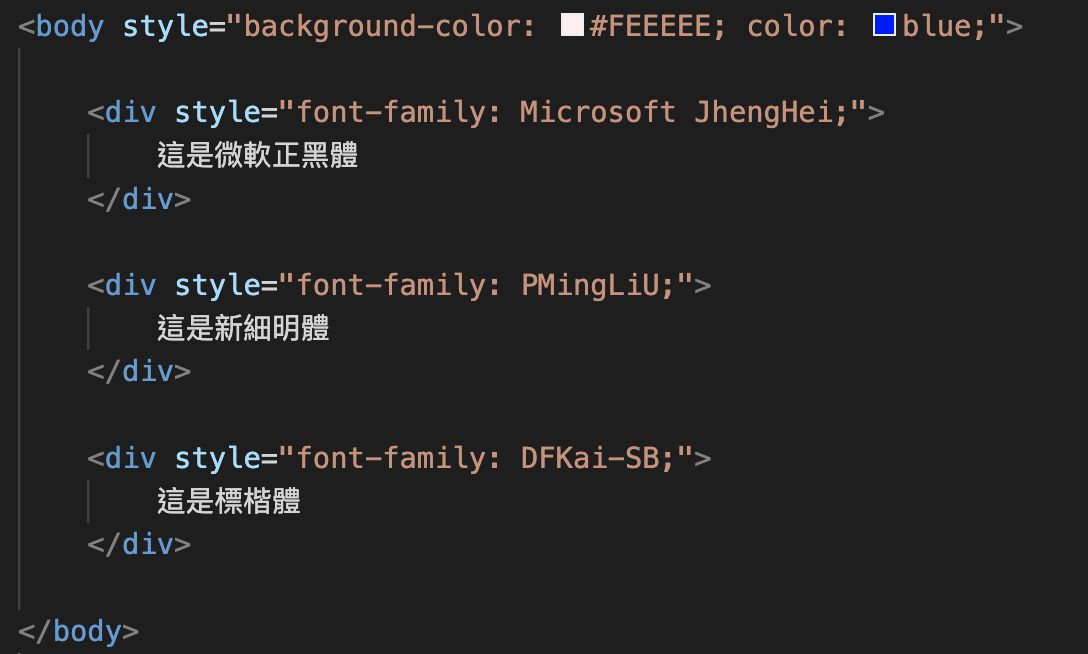 <body style="background-color: #FEEEEE; color: blue;">
<div style="font-family: Microsoft JhengHei;">
這是微軟正黑體
</div>
<div style="font-family: PMingLiU;">
這是新細明體
</div>
<div style="font-family: DFKai-SB;">
這是標楷體
</div>
</body>